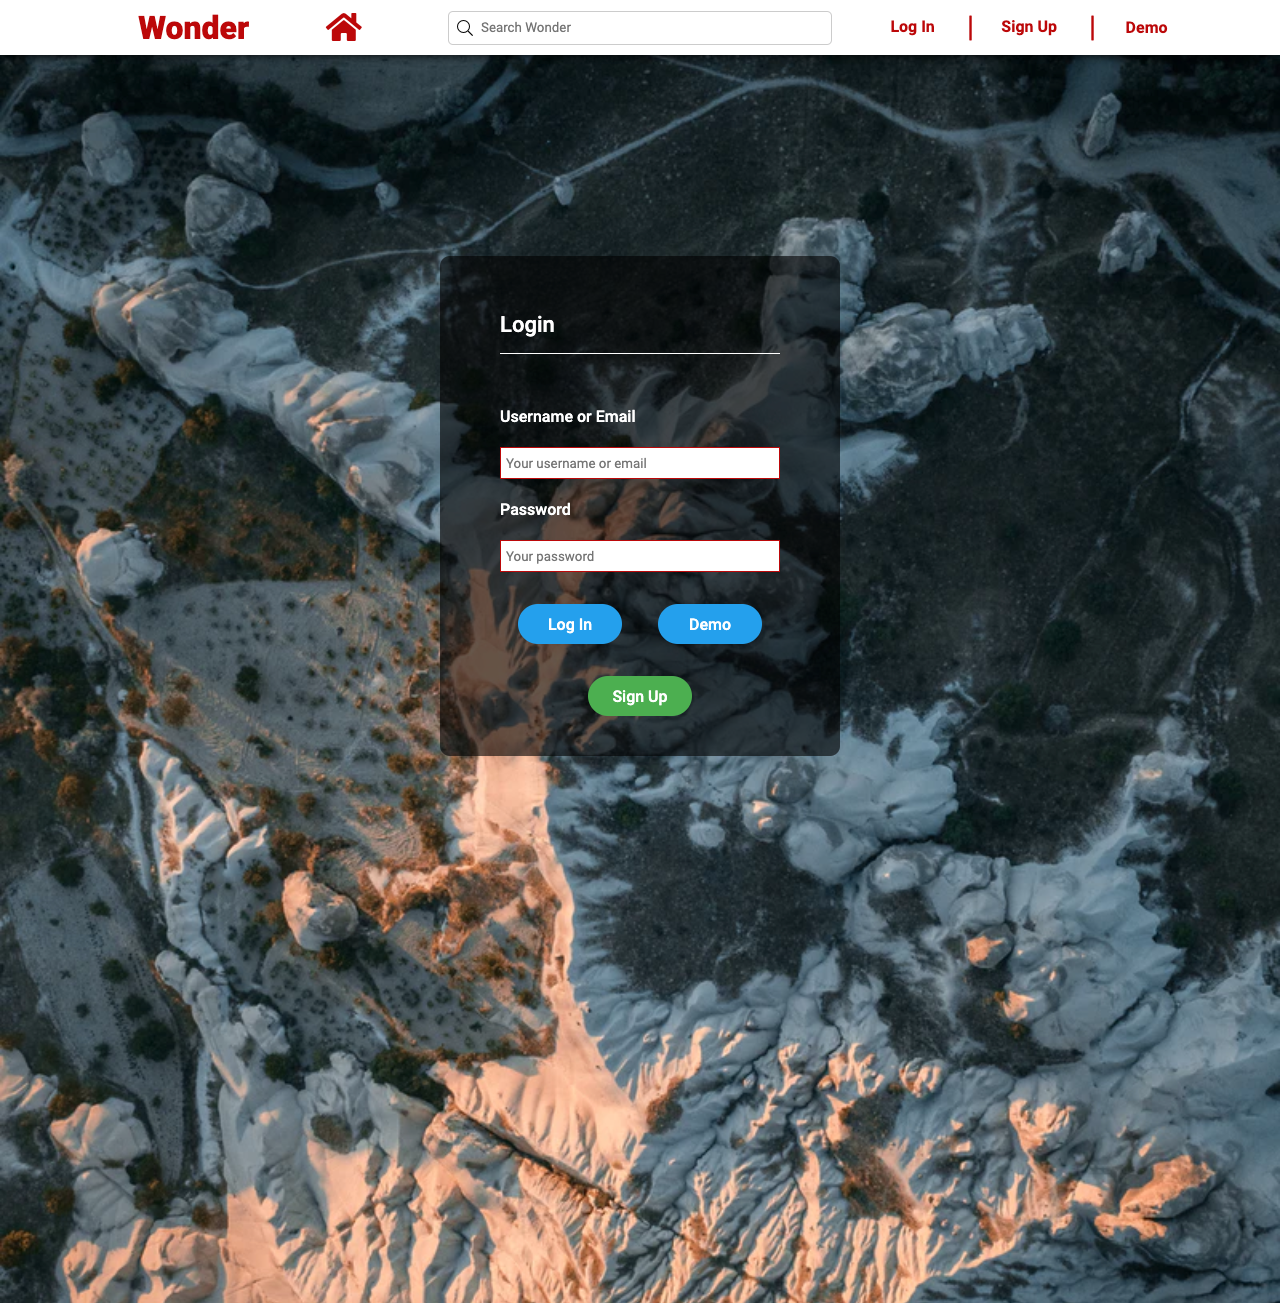 Wonder
Search Wonder
Log In
Sign Up
Demo
Login
Username or Email
Your username or email
Password
Your password
Log In
Demo
Sign Up